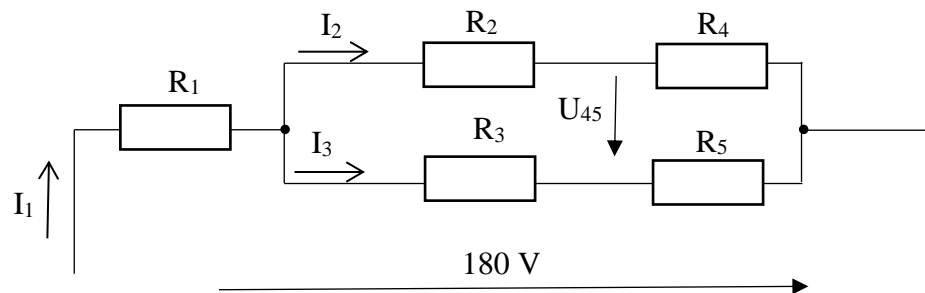 I₂ R₂ R₄
R₁
U₄₅
I₃ R₃ R₅
I₁
180 V